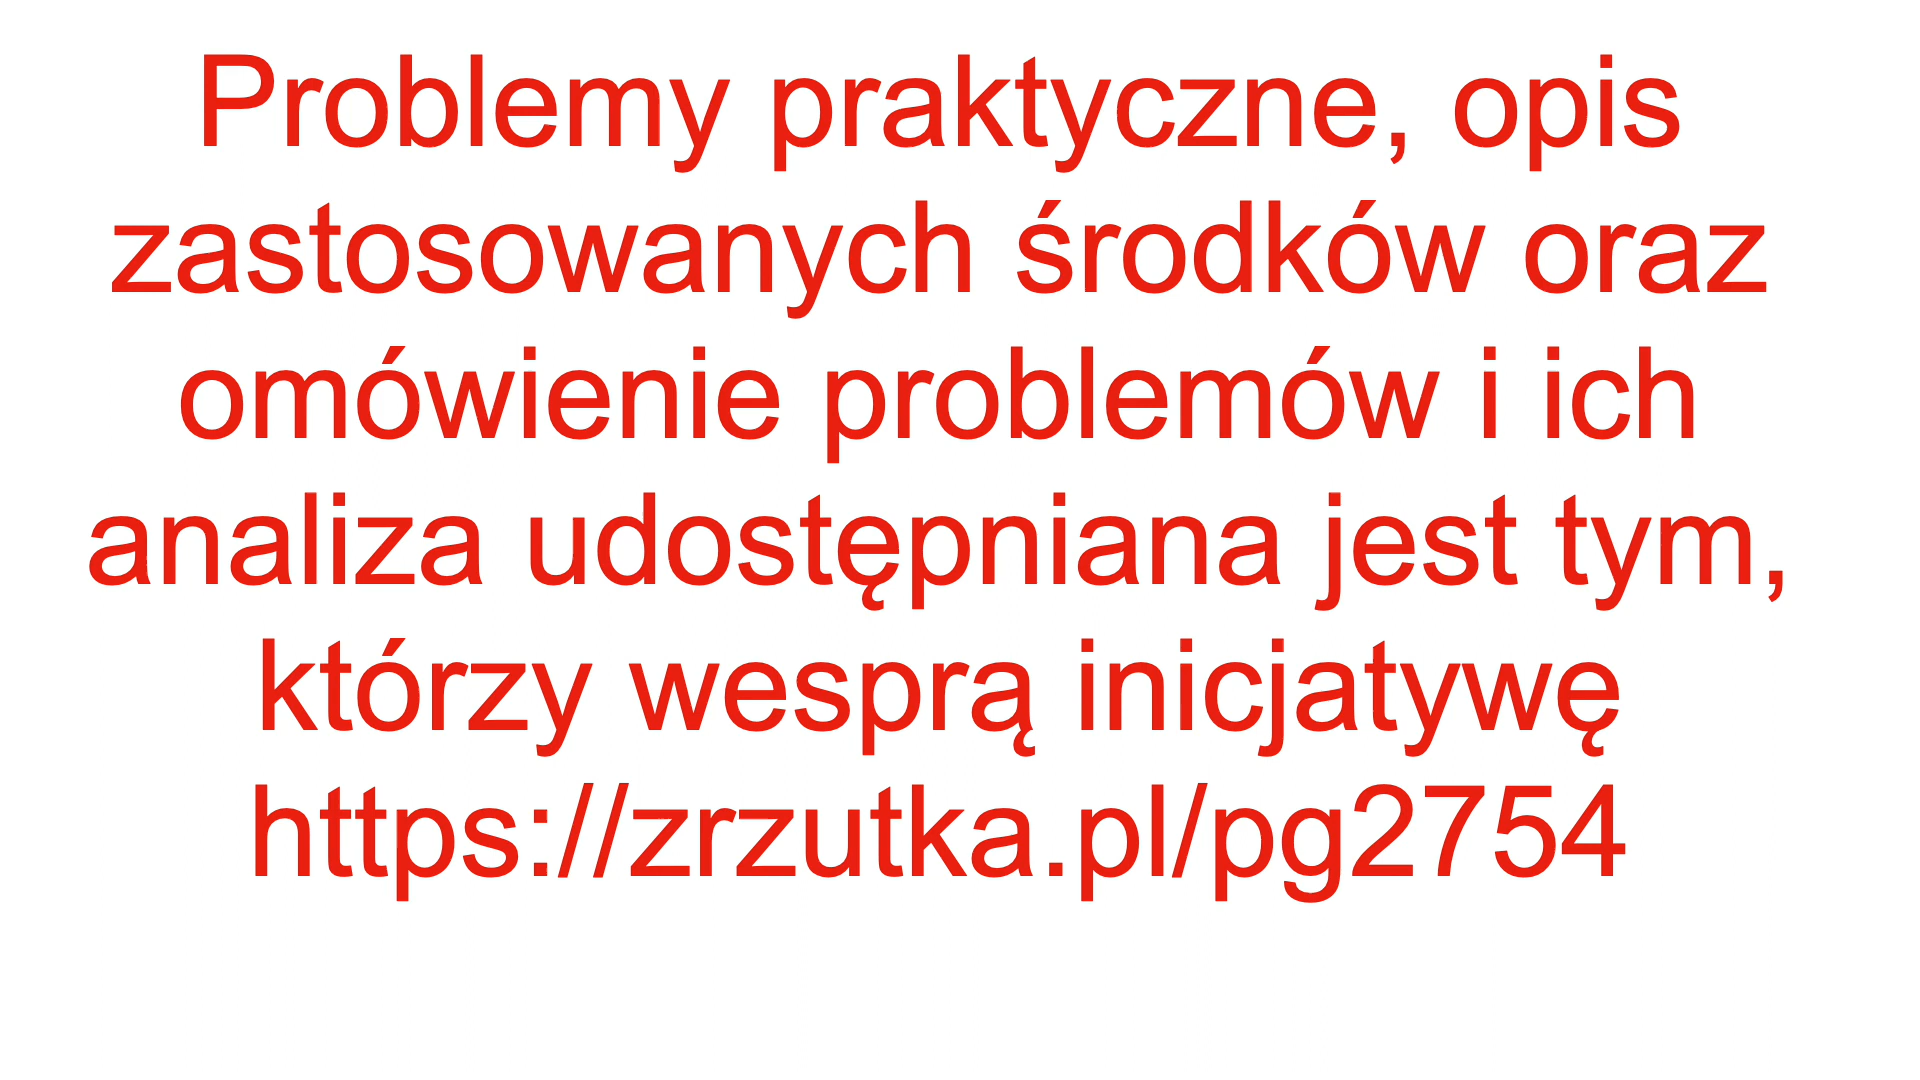 Problemy praktyczne, opis
zastosowanych środków oraz
omówienie problemów i ich
analiza udostępniana jest tym,
którzy wesprą inicjatywę
https://zrzutka.pl/pg2754